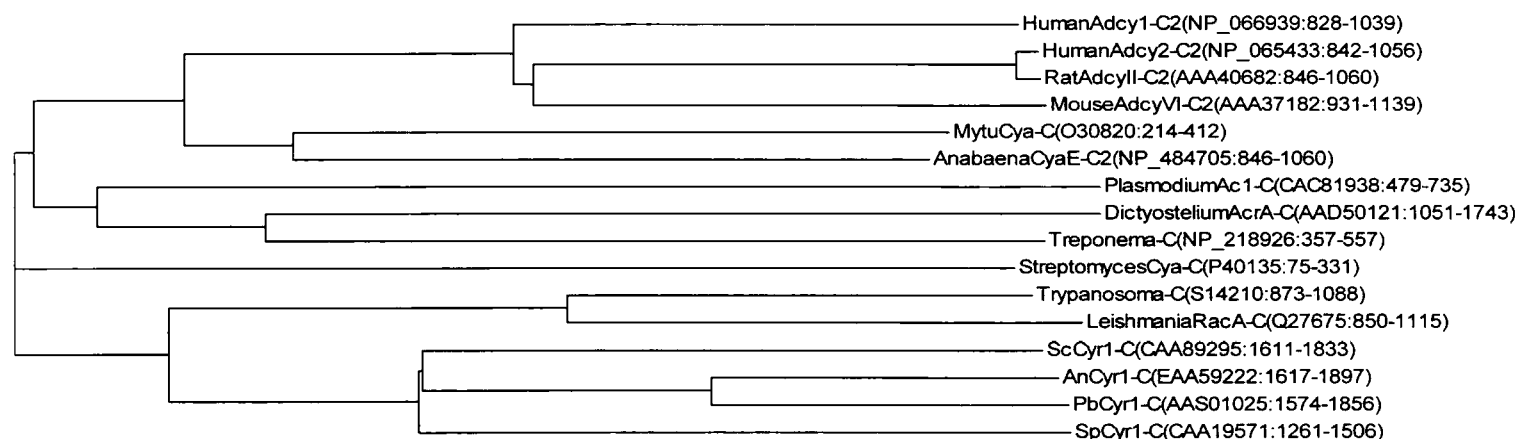 HumanAdcy1-C2(NP_066939:828-1039)
HumanAdcy2-C2(NP_065433:842-1056)
RatAdcyII-C2(AAA40682:846-1060)
MouseAdcyVI-C2(AAA37182:931-1139)
MytuCya-C(O30820:214-412)
AnabaenaCyaE-C2(NP_484705:846-1060)
PlasmodiumAc1-C(CAC81938:479-735)
DictyosteliumAcrA-C(AAD50121:1051-1743)
Treponema-C(NP_218926:357-557)
StreptomycesCya-C(P40135:75-331)
Trypanosoma-C(S14210:873-1088)
LeishmaniaRacA-C(Q27675:850-1115)
ScCyr1-C(CAA89295:1611-1833)
AnCyr1-C(EAA59222:1617-1897)
PbCyr1-C(AAS01025:1574-1856)
SpCyr1-C(CAA19571:1261-1506)